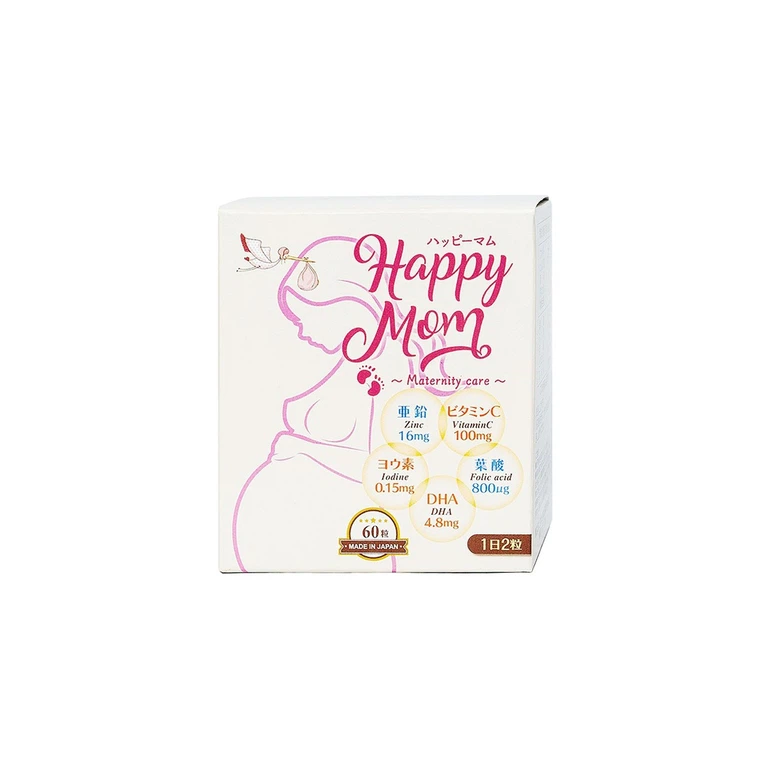 ハッピーマム
Happy
Mom
~ Maternity care ~
亜鉛
Zinc
16mg
ビタミンC
VitaminC
100mg
ヨウ素
Iodine
0.15mg
葉酸
Folic acid
800μg
DHA
DHA
4.8mg
60粒
MADE IN JAPAN
1日2粒